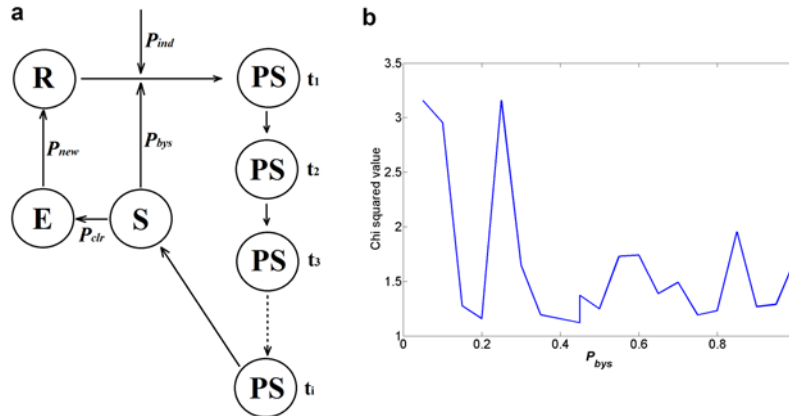 a
P_ind
R
PS t₁
P_new
P_bys
PS t₂
E
P_clr
S
PS t₃
PS t_i
b
Chi squared value
3.5
3
2.5
2
1.5
1
0 0.2 0.4 0.6 0.8
P_bys